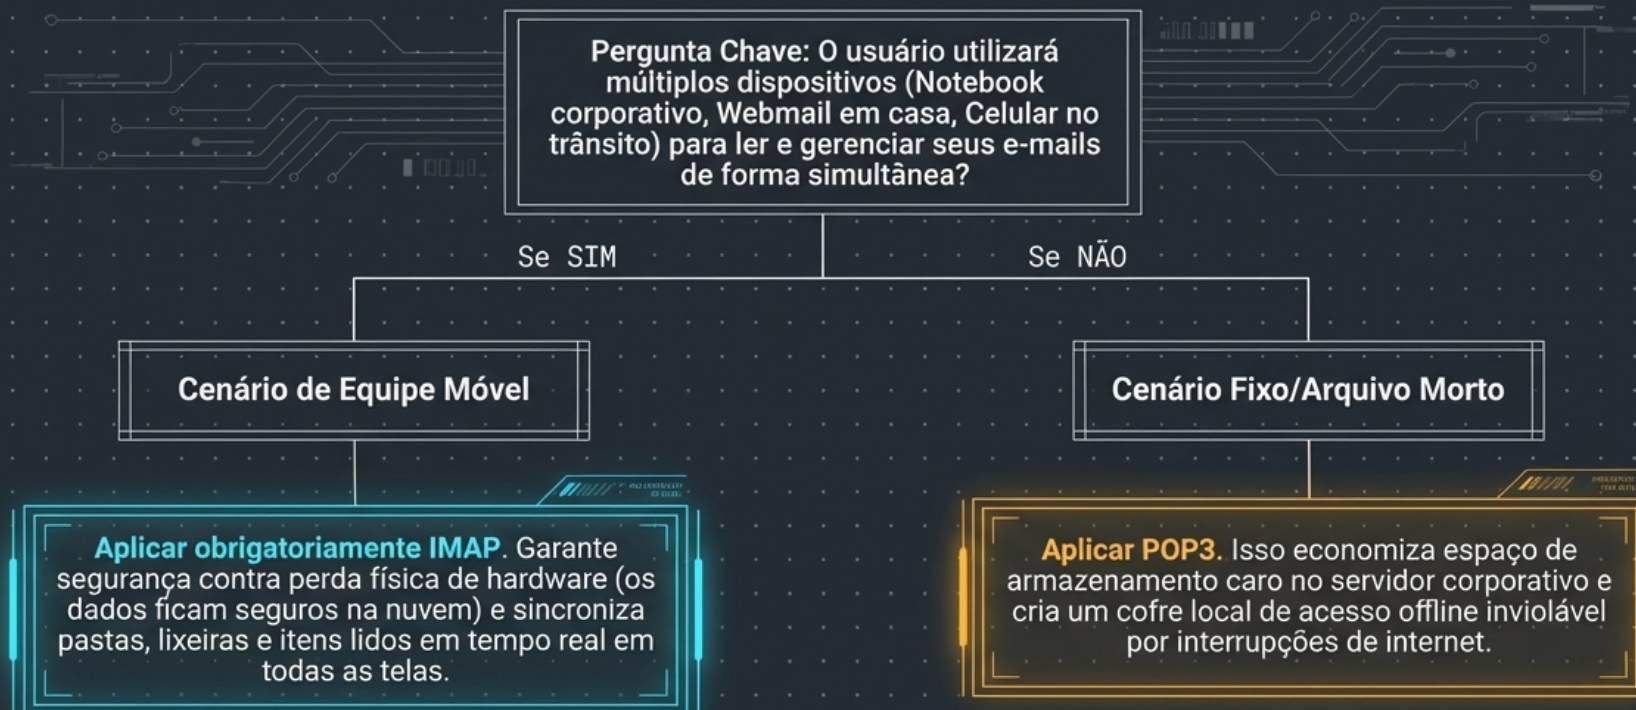 Pergunta Chave: O usuário utilizará
múltiplos dispositivos (Notebook
corporativo, Webmail em casa, Celular no
trânsito) para ler e gerenciar seus e-mails
de forma simultânea?
Se SIM
Se NÃO
Cenário de Equipe Móvel
Cenário Fixo/Arquivo Morto
Aplicar obrigatoriamente IMAP. Garante
segurança contra perda física de hardware (os
dados ficam seguros na nuvem) e sincroniza
pastas, lixeiras e itens lidos em tempo real em
todas as telas.
Aplicar POP3. Isso economiza espaço de
armazenamento caro no servidor corporativo e
cria um cofre local de acesso offline inviolável
por interrupções de internet.